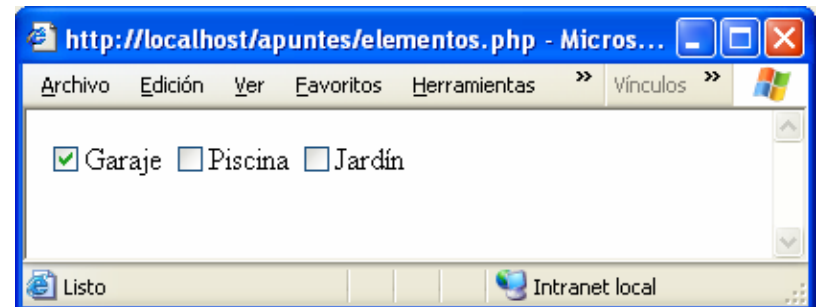 http://localhost/apuntes/elementos.php - Micros...
Archivo Edición Ver Favoritos Herramientas » Vínculos »
Garaje Piscina Jardín
Listo Intranet local